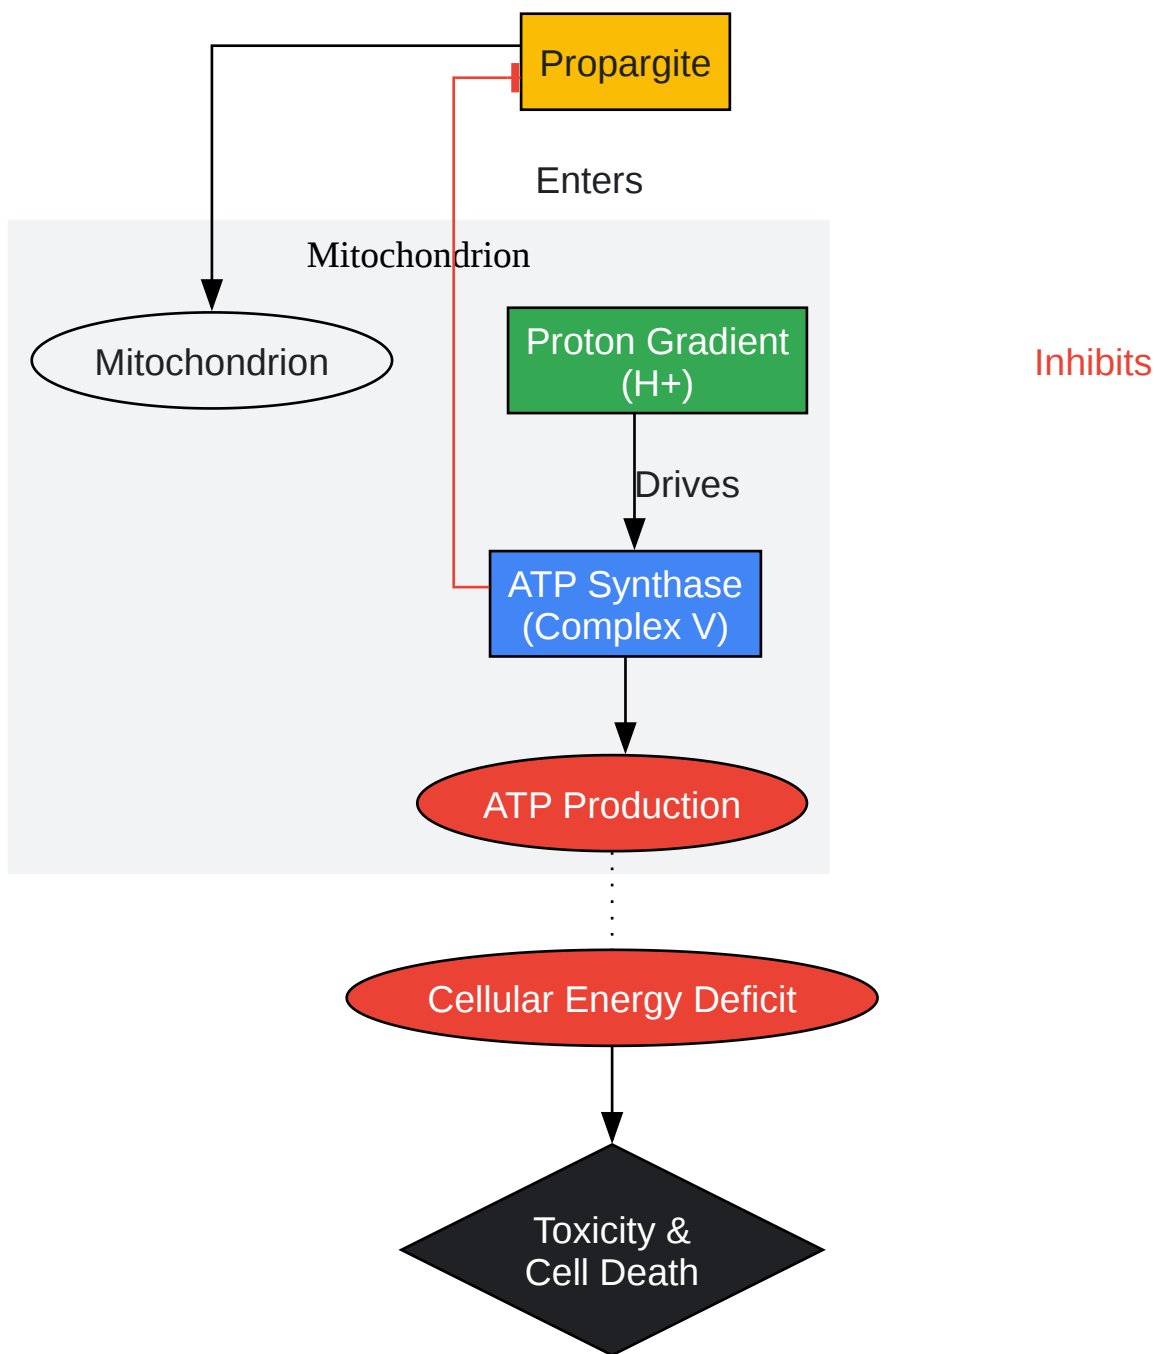 Propargite
Enters
Mitochondrion
Mitochondrion
Proton Gradient
(H+)
Inhibits
Drives
ATP Synthase
(Complex V)
ATP Production
Cellular Energy Deficit
Toxicity &
Cell Death